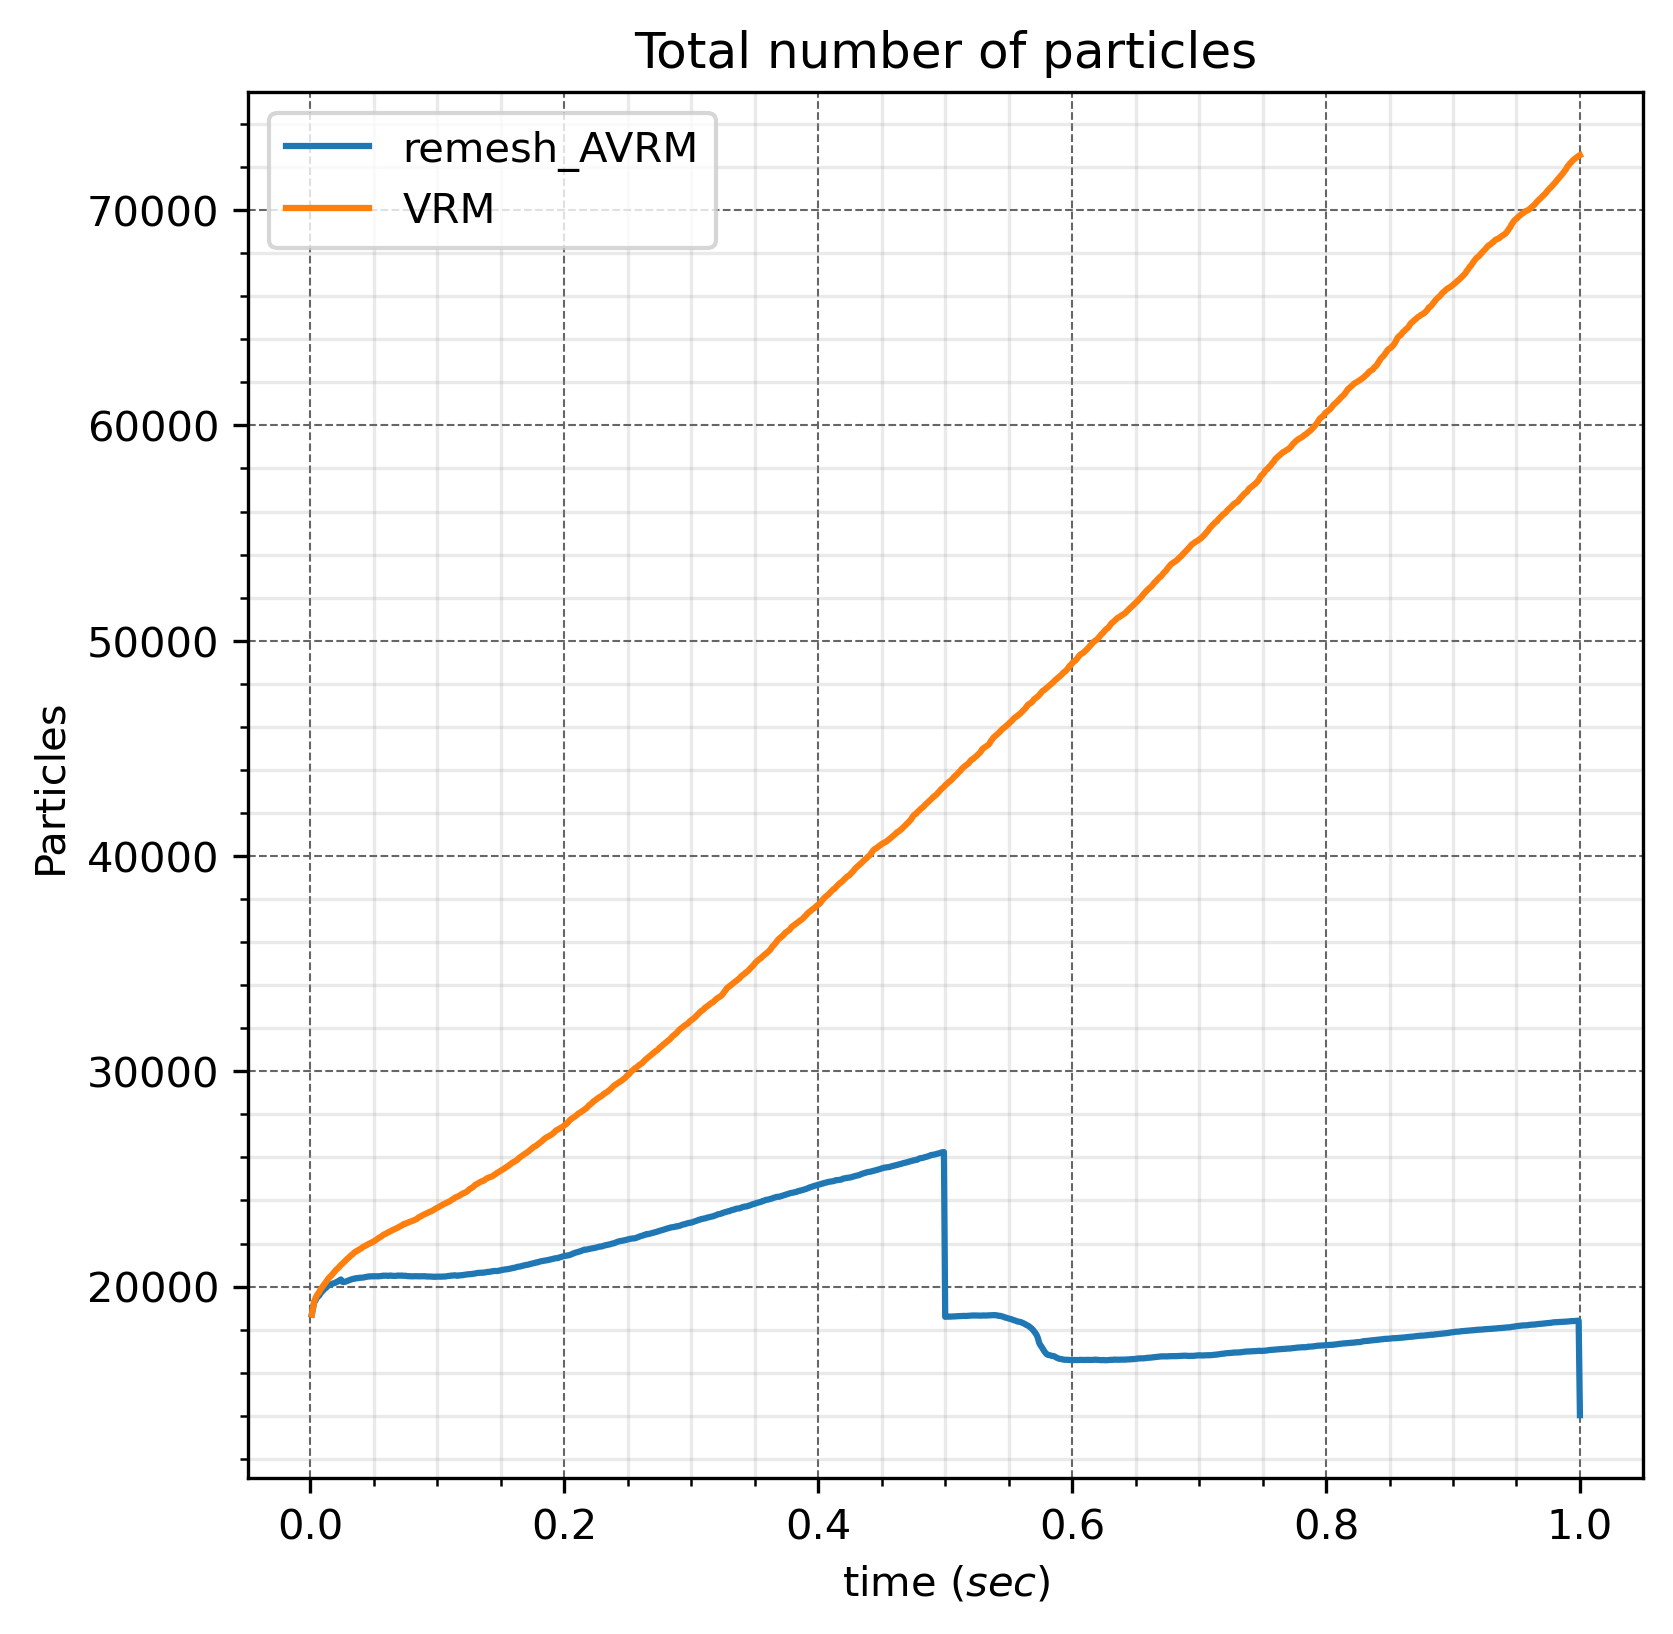 Total number of particles
remesh_AVRM
VRM
70000
60000
50000
40000
30000
20000
Particles
0.0 0.2 0.4 0.6 0.8 1.0
time (sec)